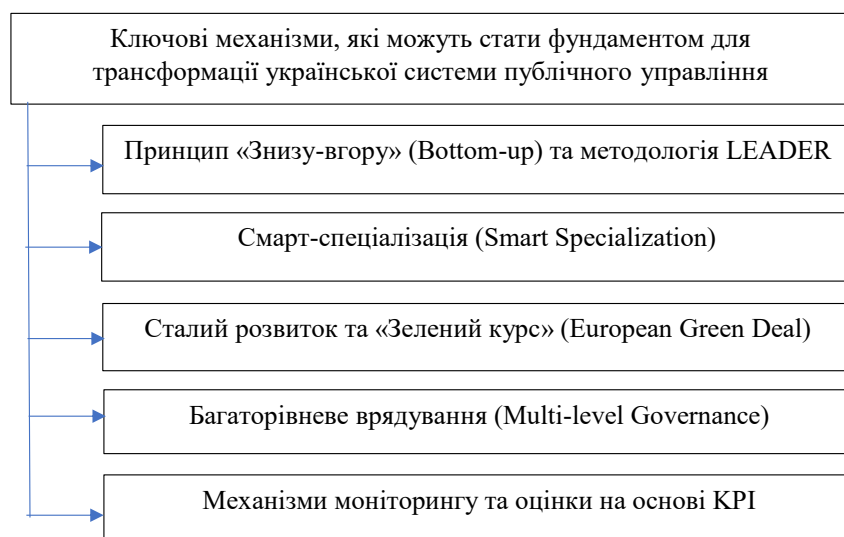 Ключові механізми, які можуть стати фундаментом для
трансформації української системи публічного управління
Принцип «Знизу-вгору» (Bottom-up) та методологія LEADER
Смарт-спеціалізація (Smart Specialization)
Сталий розвиток та «Зелений курс» (European Green Deal)
Багаторівневе врядування (Multi-level Governance)
Механізми моніторингу та оцінки на основі KPI